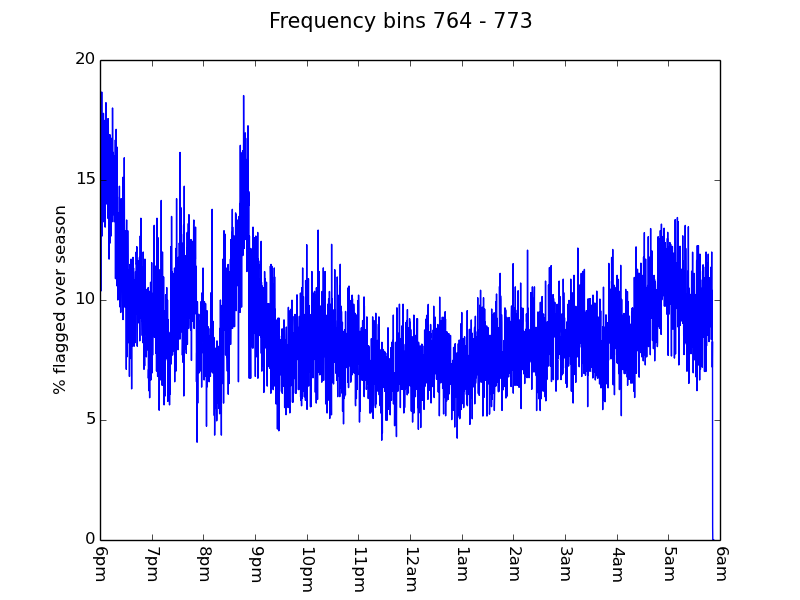 Frequency bins 764 - 773
% flagged over season
20
15
10
5
0
6pm
7pm
8pm
9pm
10pm
11pm
12am
1am
2am
3am
4am
5am
6am